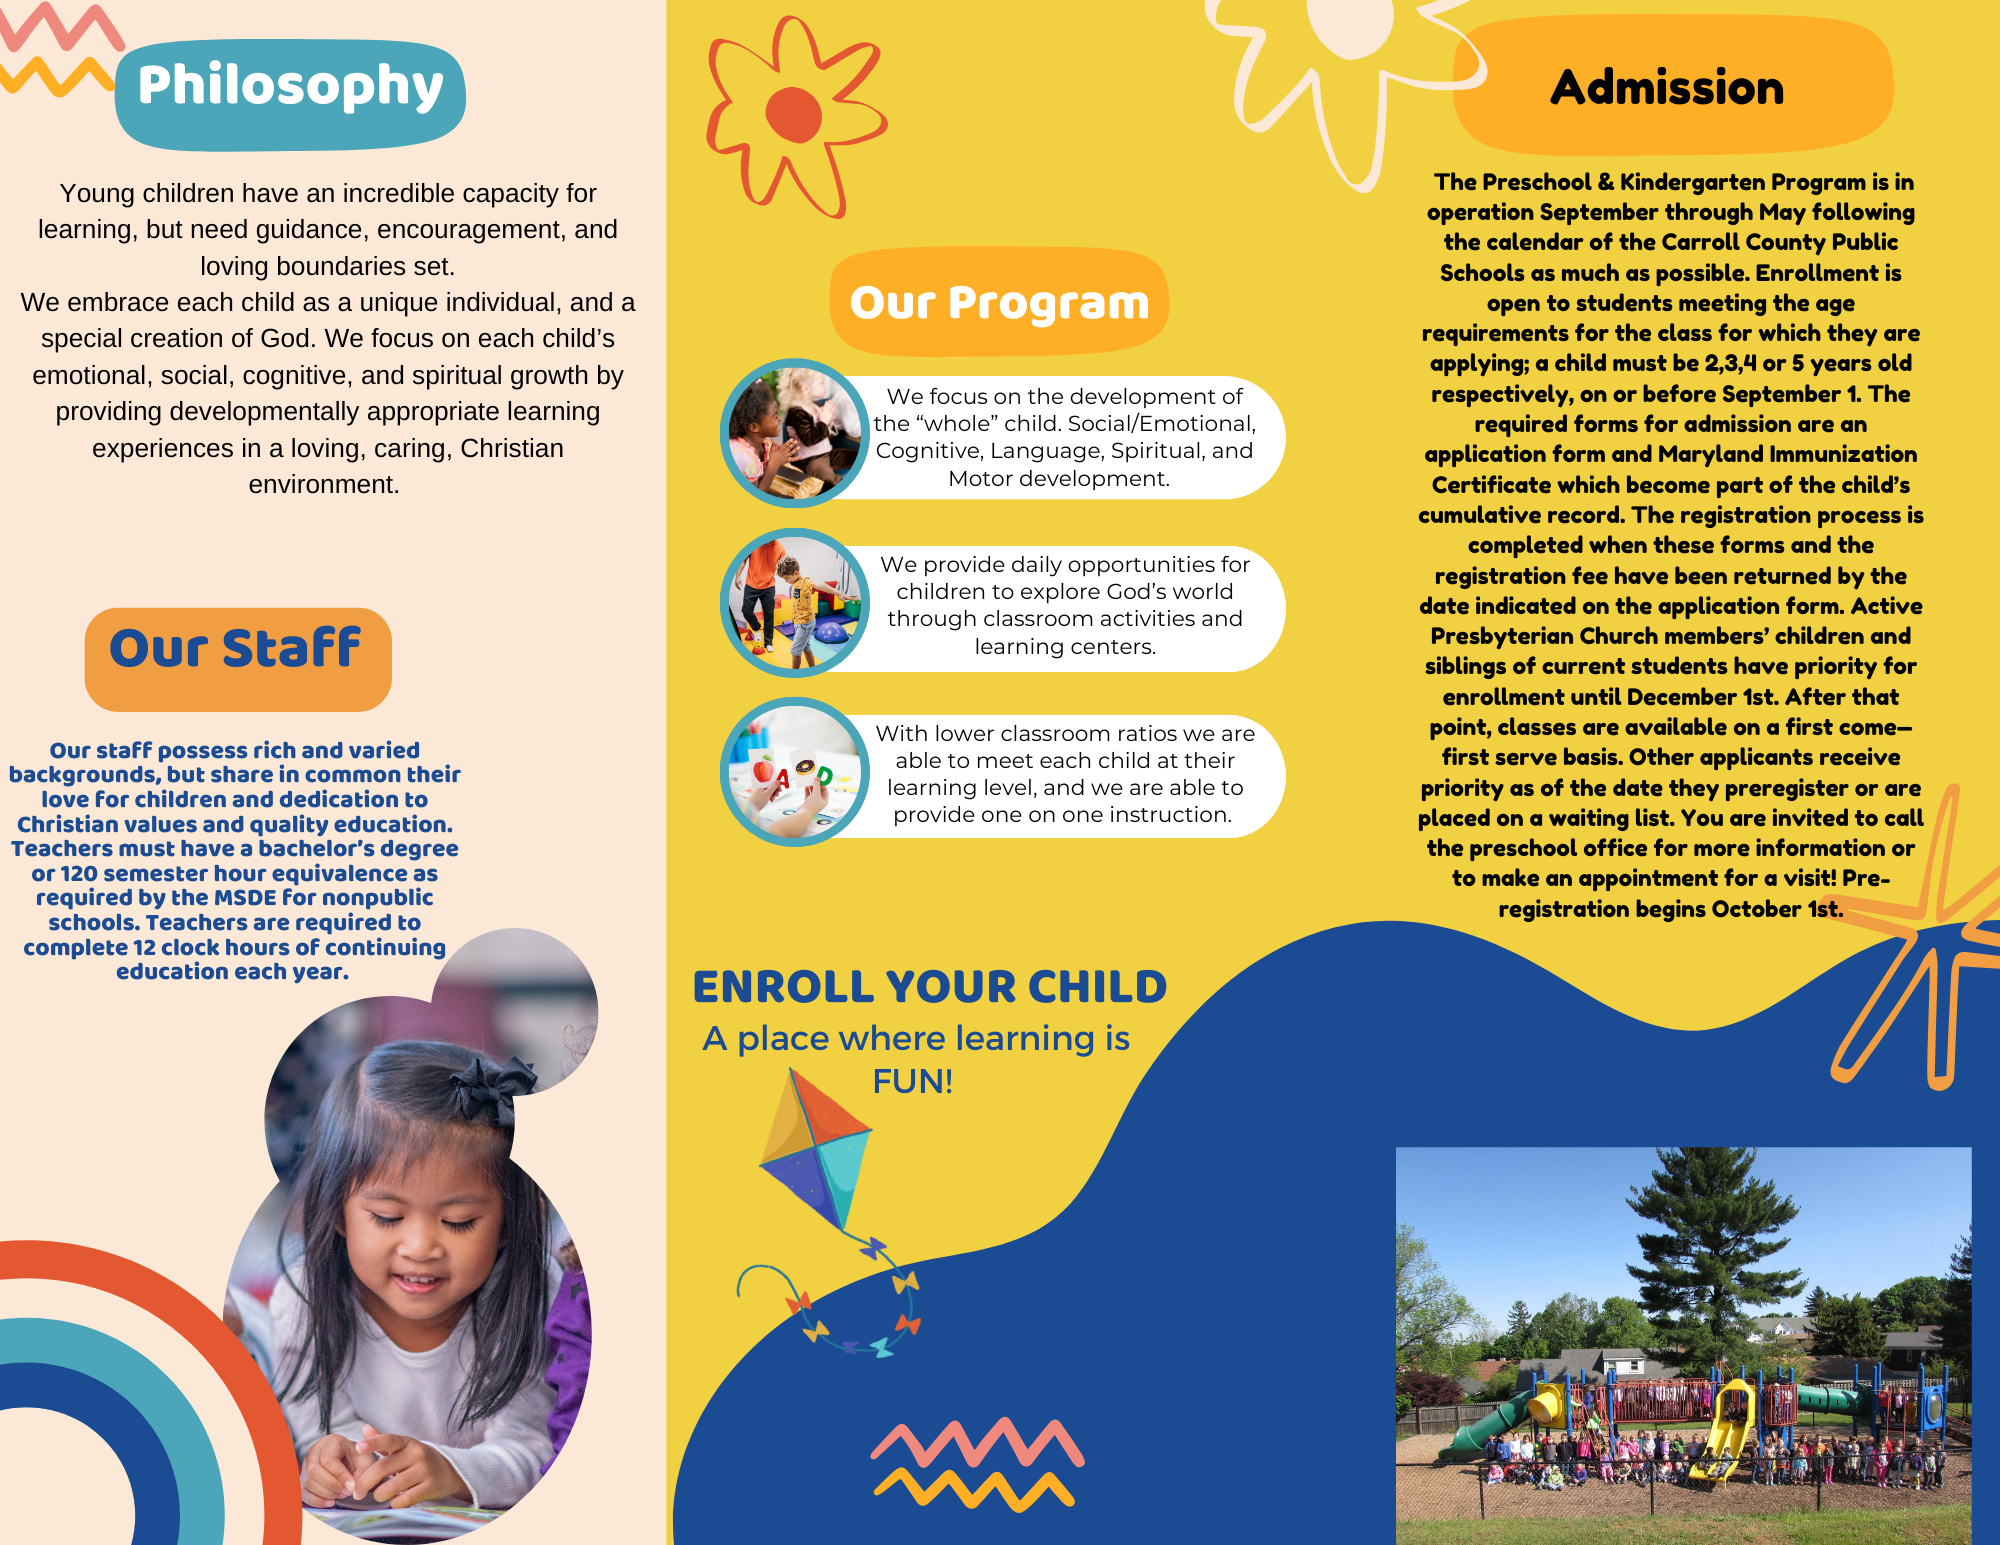 Philosophy
Young children have an incredible capacity for
learning, but need guidance, encouragement, and
loving boundaries set.
We embrace each child as a unique individual, and a
special creation of God. We focus on each child’s
emotional, social, cognitive, and spiritual growth by
providing developmentally appropriate learning
experiences in a loving, caring, Christian
environment.
Our Staff
Our staff possess rich and varied
backgrounds, but share in common their
love for children and dedication to
Christian values and quality education.
Teachers must have a bachelor’s degree
or 120 semester hour equivalence as
required by the MSDE for nonpublic
schools. Teachers are required to
complete 12 clock hours of continuing
education each year.
Our Program
We focus on the development of
the “whole” child. Social/Emotional,
Cognitive, Language, Spiritual, and
Motor development.
We provide daily opportunities for
children to explore God’s world
through classroom activities and
learning centers.
A D
With lower classroom ratios we are
able to meet each child at their
learning level, and we are able to
provide one on one instruction.
ENROLL YOUR CHILD
A place where learning is
FUN!
Admission
The Preschool & Kindergarten Program is in
operation September through May following
the calendar of the Carroll County Public
Schools as much as possible. Enrollment is
open to students meeting the age
requirements for the class for which they are
applying; a child must be 2,3,4 or 5 years old
respectively, on or before September 1. The
required forms for admission are an
application form and Maryland Immunization
Certificate which become part of the child’s
cumulative record. The registration process is
completed when these forms and the
registration fee have been returned by the
date indicated on the application form. Active
Presbyterian Church members’ children and
siblings of current students have priority for
enrollment until December 1st. After that
point, classes are available on a first come–
first serve basis. Other applicants receive
priority as of the date they preregister or are
placed on a waiting list. You are invited to call
the preschool office for more information or
to make an appointment for a visit! Pre-
registration begins October 1st.